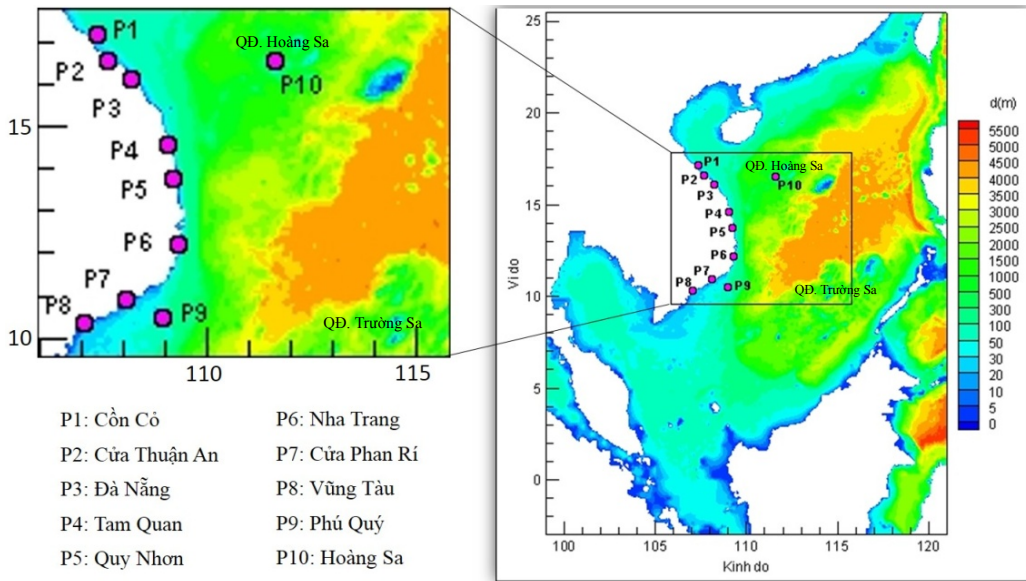 P1
QĐ. Hoàng Sa
P2
P10
P3
15
P4
P5
P6
P7
P8
P9
QĐ. Trường Sa
10
110
115
P1: Cồn Cỏ
P2: Cửa Thuận An
P3: Đà Nẵng
P4: Tam Quan
P5: Quy Nhơn
P6: Nha Trang
P7: Cửa Phan Rí
P8: Vũng Tàu
P9: Phú Quý
P10: Hoàng Sa
25
20
15
10
5
0
Vĩ độ
P1
QĐ. Hoàng Sa
P2
P10
P3
P4
P5
P6
P7
P8
P9
QĐ. Trường Sa
100
105
110
115
120
Kinh độ
d(m)
5500
5000
4500
4000
3500
3000
2500
2000
1500
1000
500
300
100
50
30
20
10
5
0